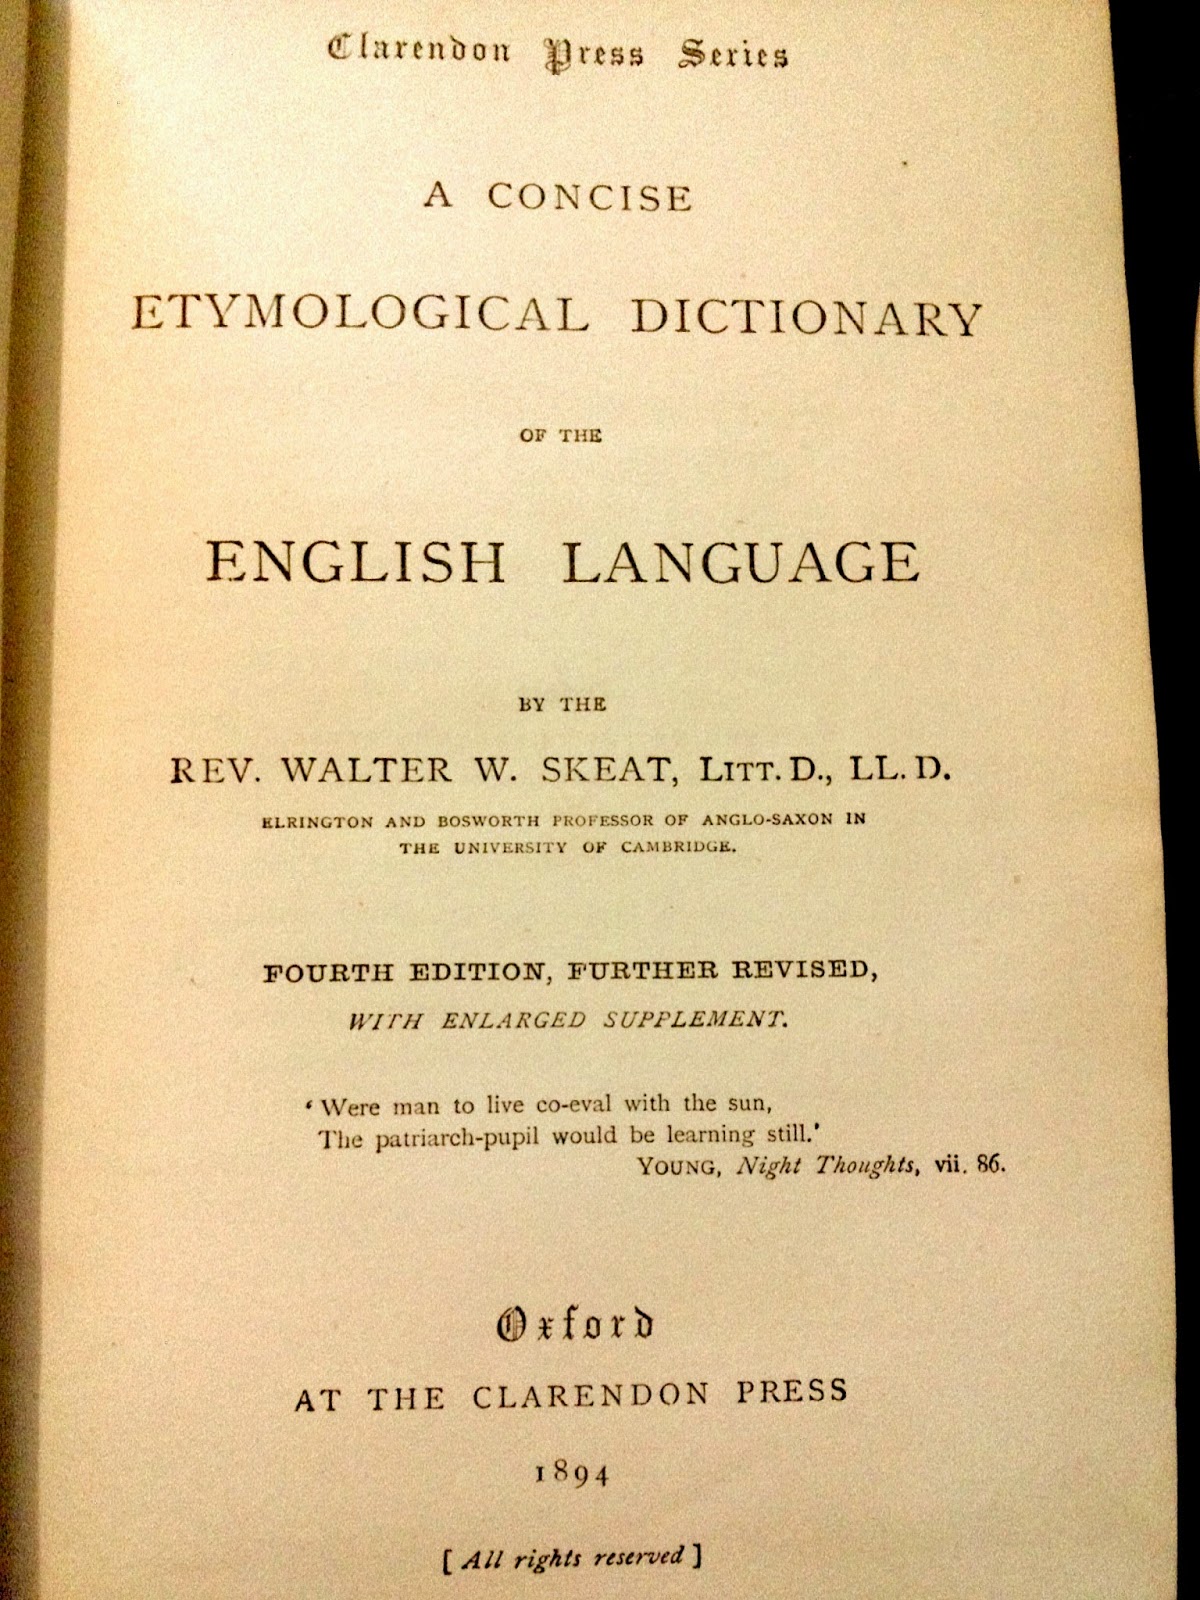 Clarendon Press Series
A CONCISE
ETYMOLOGICAL DICTIONARY
OF THE
ENGLISH LANGUAGE
BY THE
REV. WALTER W. SKEAT, LITT. D., LL. D.
ELRINGTON AND BOSWORTH PROFESSOR OF ANGLO-SAXON IN
THE UNIVERSITY OF CAMBRIDGE.
FOURTH EDITION, FURTHER REVISED,
WITH ENLARGED SUPPLEMENT.
‘Were man to live co-eval with the sun,
The patriarch-pupil would be learning still.’
YOUNG, Night Thoughts, vii. 86.
Oxford
AT THE CLARENDON PRESS
1894
[ All rights reserved ]